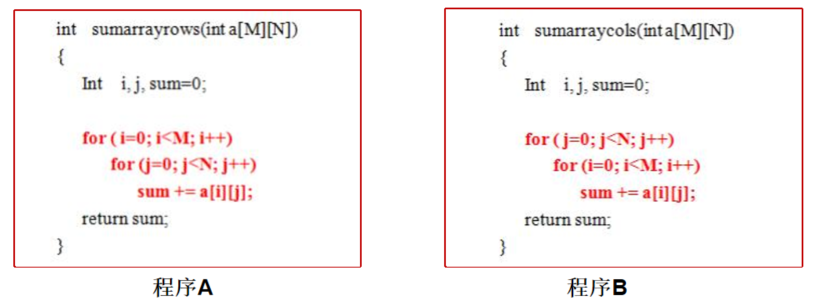 int sumarrayrows(int a[M][N])
{
Int i, j, sum=0;
for ( i=0; i<M; i++)
for (j=0; j<N; j++)
sum += a[i][j];
return sum;
}
程序A
int sumarraycols(int a[M][N])
{
Int i, j, sum=0;
for ( j=0; j<N; j++)
for (i=0; i<M; i++)
sum += a[i][j];
return sum;
}
程序B